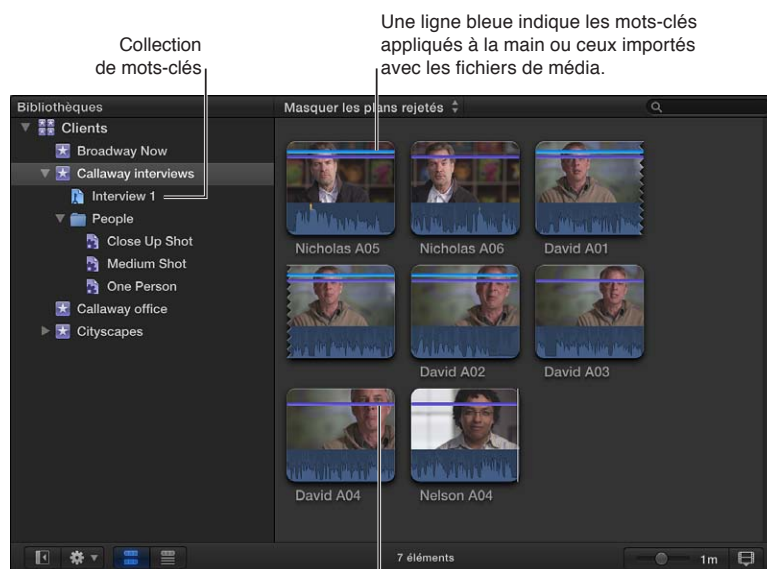 Une ligne bleue indique les mots-clés
appliqués à la main ou ceux importés
avec les fichiers de média.
Collection
de mots-clés
Bibliothèques
Masquer les plans rejetés
Clients
Broadway Now
Callaway interviews
Interview 1
People
Close Up Shot
Medium Shot
One Person
Callaway office
Cityscapes
Nicholas A05
Nicholas A06
David A01
David A02
David A03
David A04
Nelson A04
7 éléments
1m